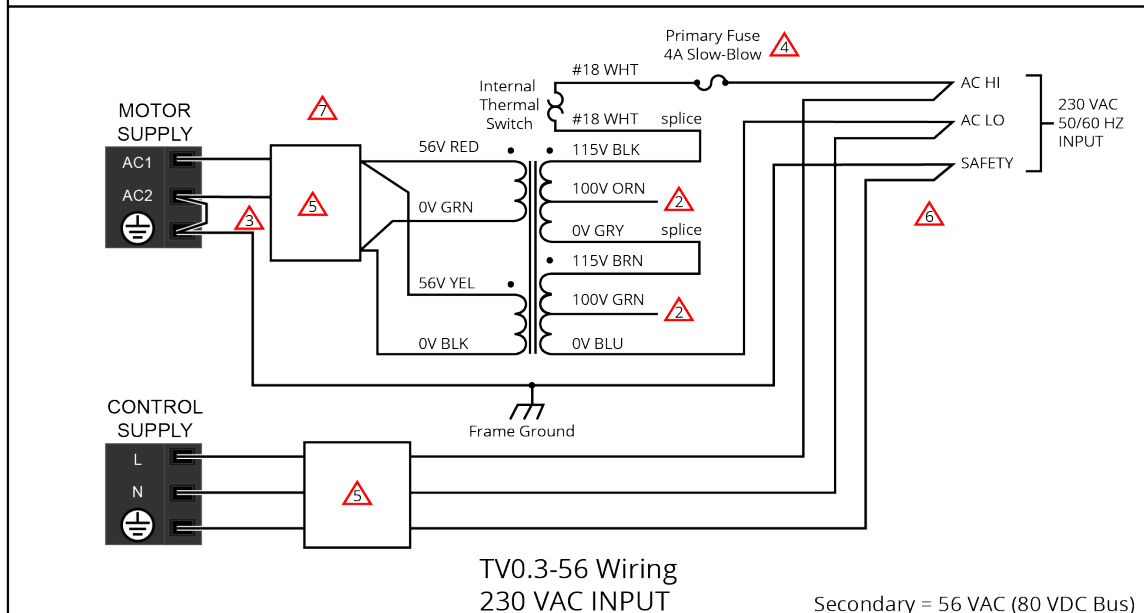 Primary Fuse
4A Slow-Blow
4
#18 WHT
AC HI
Internal
Thermal
Switch
230 VAC
50/60 HZ
INPUT
MOTOR
SUPPLY
7
#18 WHT
splice
AC LO
AC1
56V RED
115V BLK
SAFETY
AC2
5
100V ORN
2
3
0V GRN
6
0V GRY
splice
115V BRN
56V YEL
100V GRN
2
0V BLK
0V BLU
CONTROL
SUPPLY
Frame Ground
L
N
5
TV0.3-56 Wiring
230 VAC INPUT
Secondary = 56 VAC (80 VDC Bus)